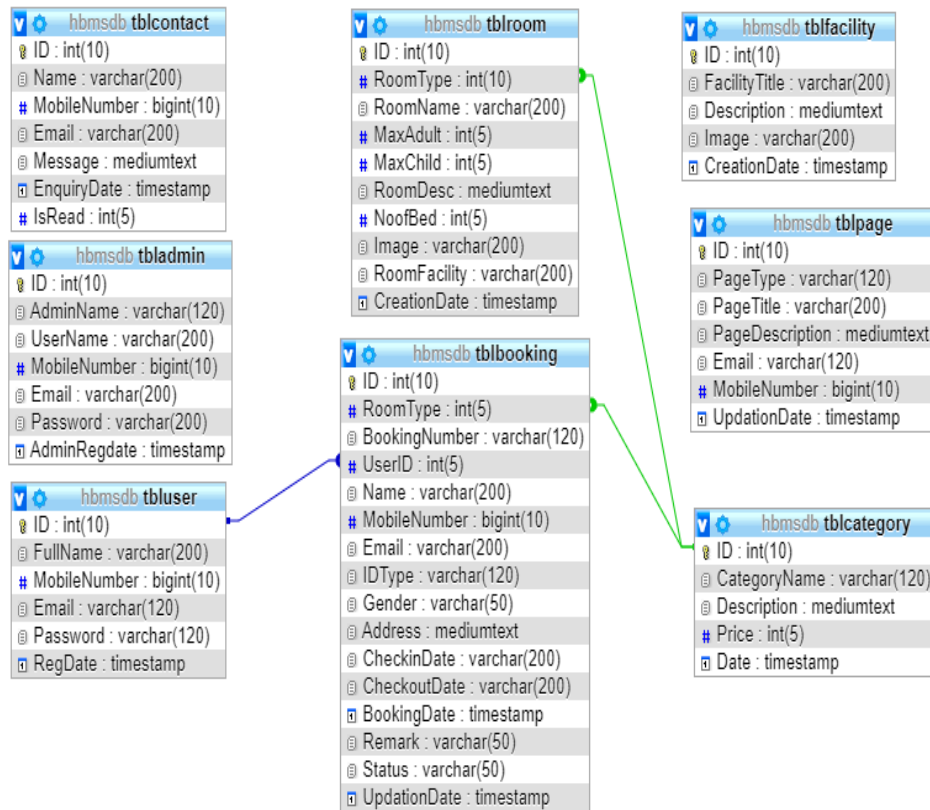 hbmsdb tblcontact
ID : int(10)
Name : varchar(200)
MobileNumber : bigint(10)
Email : varchar(200)
Message : mediumtext
EnquiryDate : timestamp
IsRead : int(5)
hbmsdb tbladmin
ID : int(10)
AdminName : varchar(120)
UserName : varchar(200)
MobileNumber : bigint(10)
Email : varchar(200)
Password : varchar(200)
AdminRegdate : timestamp
hbmsdb tbluser
ID : int(10)
FullName : varchar(200)
MobileNumber : bigint(10)
Email : varchar(120)
Password : varchar(120)
RegDate : timestamp
hbmsdb tblroom
ID : int(10)
RoomType : int(10)
RoomName : varchar(200)
MaxAdult : int(5)
MaxChild : int(5)
RoomDesc : mediumtext
NoofBed : int(5)
Image : varchar(200)
RoomFacility : varchar(200)
CreationDate : timestamp
hbmsdb tblbooking
ID : int(10)
RoomType : int(5)
BookingNumber : varchar(120)
UserID : int(5)
Name : varchar(200)
MobileNumber : bigint(10)
Email : varchar(200)
IDType : varchar(120)
Gender : varchar(50)
Address : mediumtext
CheckinDate : varchar(200)
CheckoutDate : varchar(200)
BookingDate : timestamp
Remark : varchar(50)
Status : varchar(50)
UpdationDate : timestamp
hbmsdb tblfacility
ID : int(10)
FacilityTitle : varchar(200)
Description : mediumtext
Image : varchar(200)
CreationDate : timestamp
hbmsdb tblpage
ID : int(10)
PageType : varchar(120)
PageTitle : varchar(200)
PageDescription : mediumtext
Email : varchar(120)
MobileNumber : bigint(10)
UpdationDate : timestamp
hbmsdb tblcategory
ID : int(10)
CategoryName : varchar(120)
Description : mediumtext
Price : int(5)
Date : timestamp